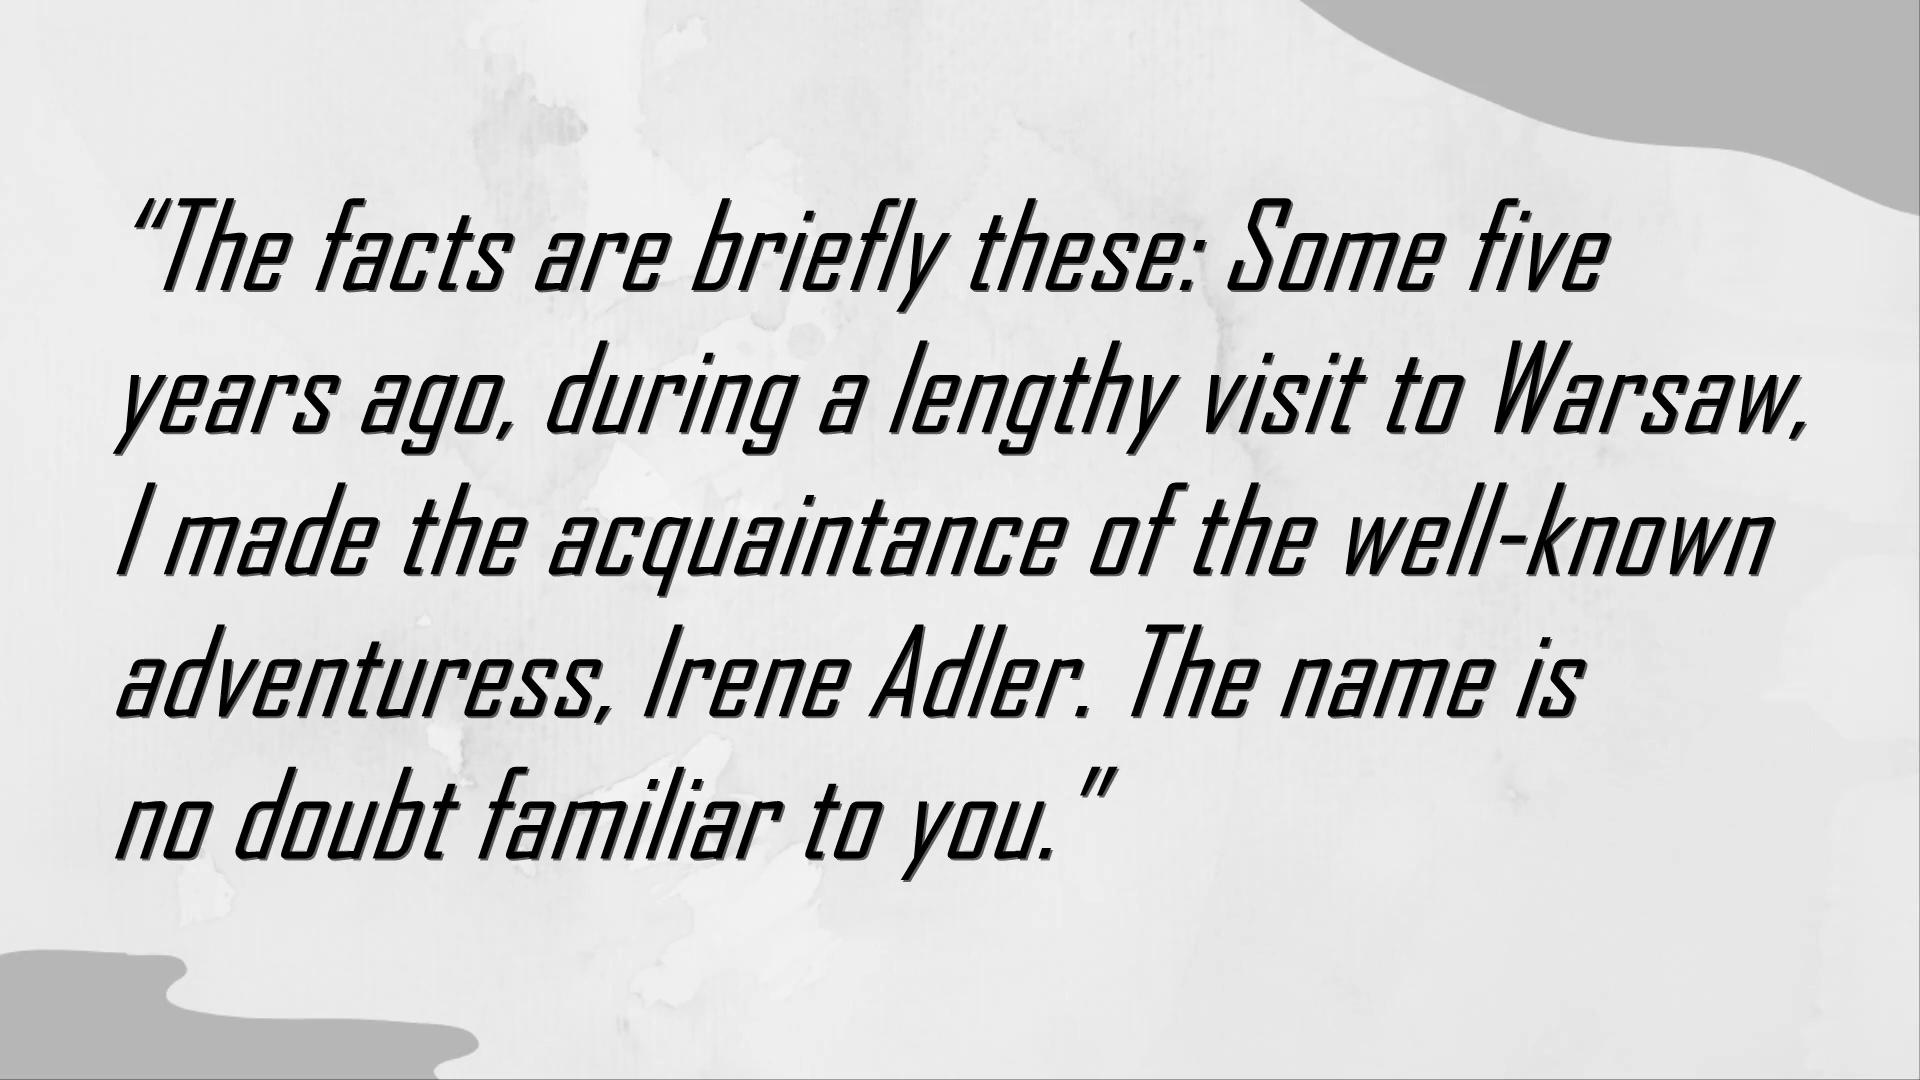 “The facts are briefly these: Some five
years ago, during a lengthy visit to Warsaw,
I made the acquaintance of the well-known
adventuress, Irene Adler. The name is
no doubt familiar to you.”